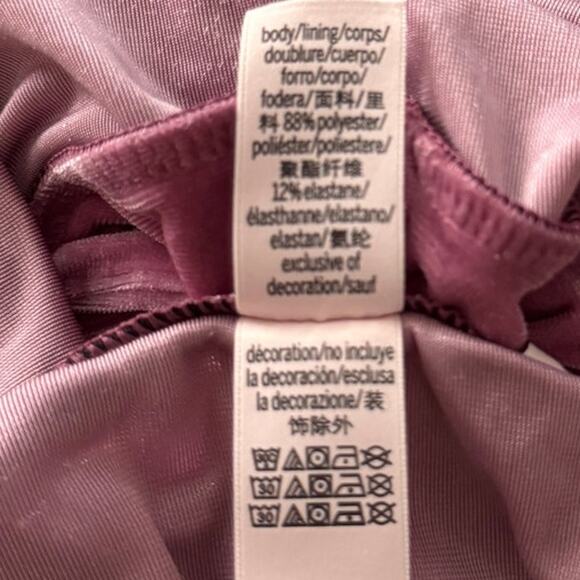 body/lining/corps/
doublure/cuerpo/
forro/corpo/
fodera/面料/里
料 88% polyester/
poliéster/poliestere/
聚酯纤维
12% elastane/
élasthanne/elastano/
elastan/氨纶
exclusive of
decoration/sauf
décoration/no incluye
la decoración/esclusa
la decorazione/装
饰除外
30
30